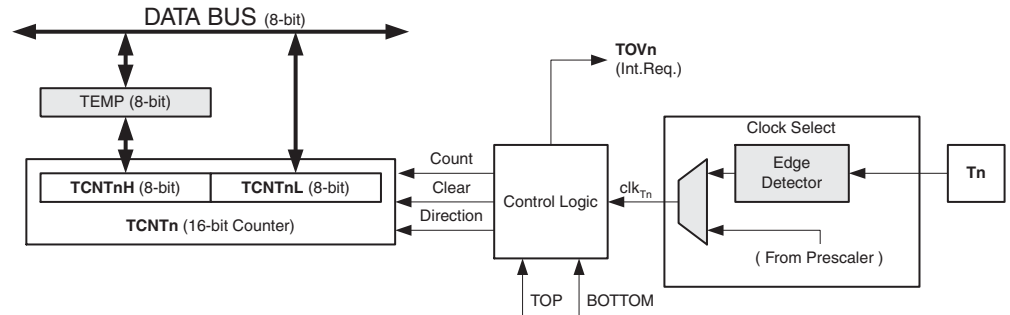 DATA BUS (8-bit)
TOVn
(Int.Req.)
TEMP (8-bit)
Clock Select
Count
Edge
Detector
Tn
TCNTnH (8-bit) TCNTnL (8-bit)
Clear
Control Logic
clkTn
TCNTn (16-bit Counter)
Direction
( From Prescaler )
TOP
BOTTOM